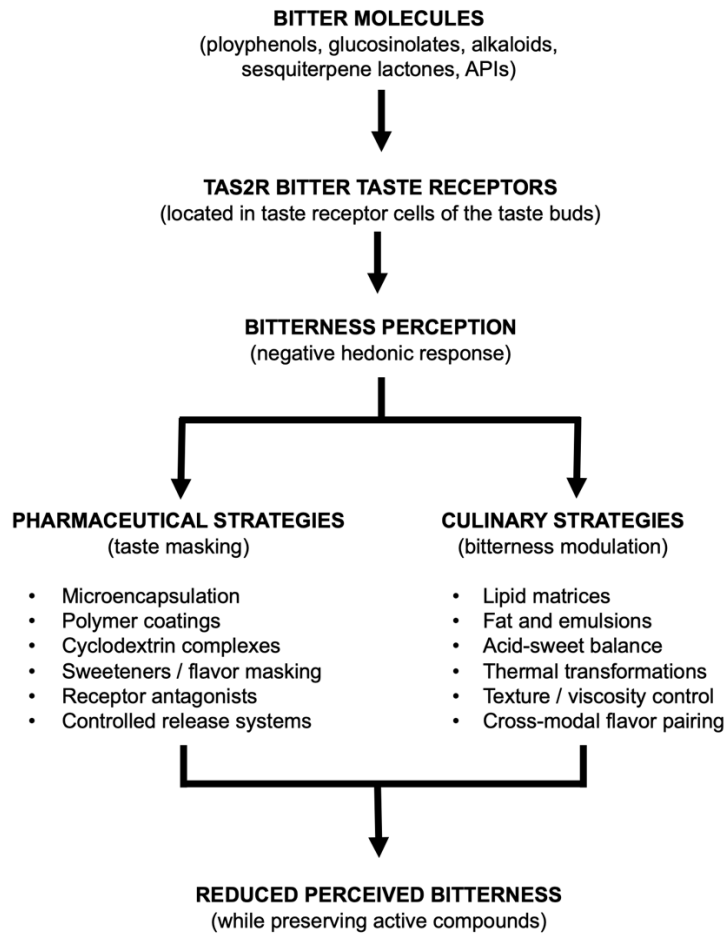 BITTER MOLECULES
(ployphenols, glucosinolates, alkaloids,
sesquiterpene lactones, APIs)
TAS2R BITTER TASTE RECEPTORS
(located in taste receptor cells of the taste buds)
BITTERNESS PERCEPTION
(negative hedonic response)
PHARMACEUTICAL STRATEGIES
(taste masking)
• Microencapsulation
• Polymer coatings
• Cyclodextrin complexes
• Sweeteners / flavor masking
• Receptor antagonists
• Controlled release systems
CULINARY STRATEGIES
(bitterness modulation)
• Lipid matrices
• Fat and emulsions
• Acid-sweet balance
• Thermal transformations
• Texture / viscosity control
• Cross-modal flavor pairing
REDUCED PERCEIVED BITTERNESS
(while preserving active compounds)